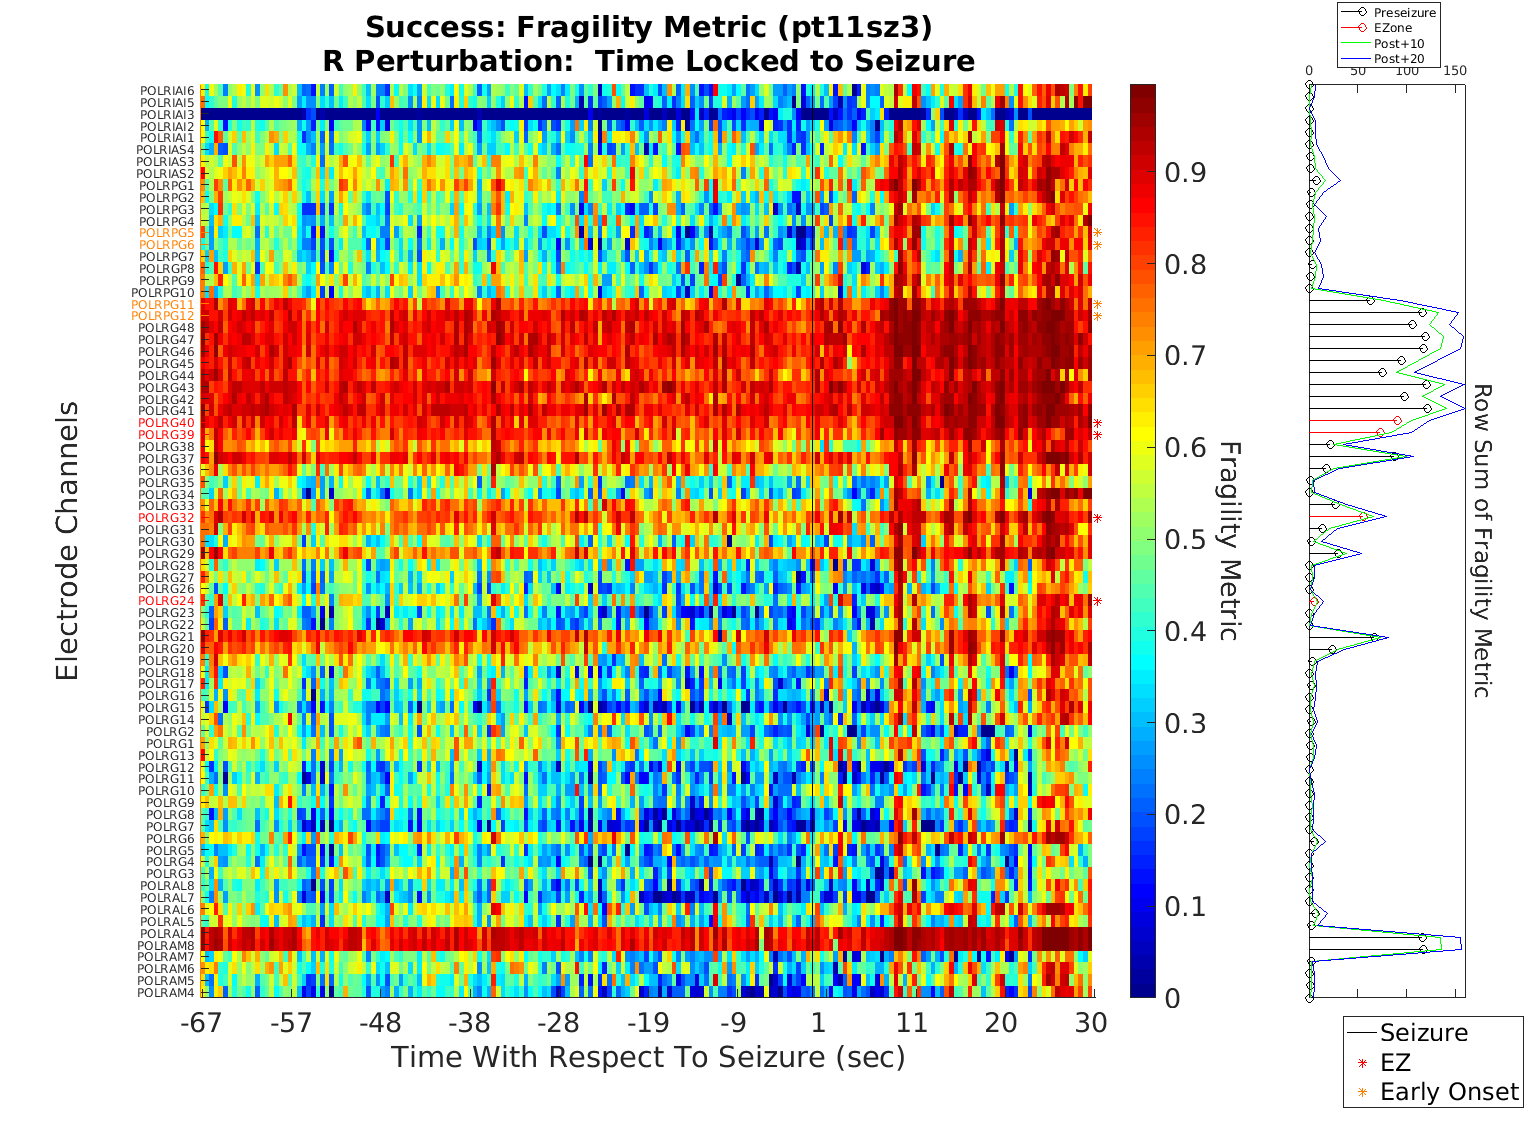 Success: Fragility Metric (pt11sz3)
R Perturbation:  Time Locked to Seizure
Preseizure
EZone
Post+10
Post+20
0 50 100 150
POLRIAI6
POLRIAI5
POLRIAI3
POLRIAI2
POLRIAI1
POLRIAS4
POLRIAS3
POLRIAS2
POLRPG1
POLRPG2
POLRPG3
POLRPG4
POLRPG5
POLRPG6
POLRPG7
POLRGP8
POLRPG9
POLRPG10
POLRPG11
POLRPG12
POLRG48
POLRG47
POLRG46
POLRG45
POLRG44
POLRG43
POLRG42
POLRG41
POLRG40
POLRG39
POLRG38
POLRG37
POLRG36
POLRG35
POLRG34
POLRG33
POLRG32
POLRG31
POLRG30
POLRG29
POLRG28
POLRG27
POLRG26
POLRG24
POLRG23
POLRG22
POLRG21
POLRG20
POLRG19
POLRG18
POLRG17
POLRG16
POLRG15
POLRG14
POLRG2
POLRG1
POLRG13
POLRG12
POLRG11
POLRG10
POLRG9
POLRG8
POLRG7
POLRG6
POLRG5
POLRG4
POLRG3
POLRAL8
POLRAL7
POLRAL6
POLRAL5
POLRAL4
POLRAM8
POLRAM7
POLRAM6
POLRAM5
POLRAM4
Electrode Channels
-67 -57 -48 -38 -28 -19 -9 1 11 20 30
Time With Respect To Seizure (sec)
0.9
0.8
0.7
0.6
0.5
0.4
0.3
0.2
0.1
0
Fragility Metric
Row Sum of Fragility Metric
Seizure
EZ
Early Onset